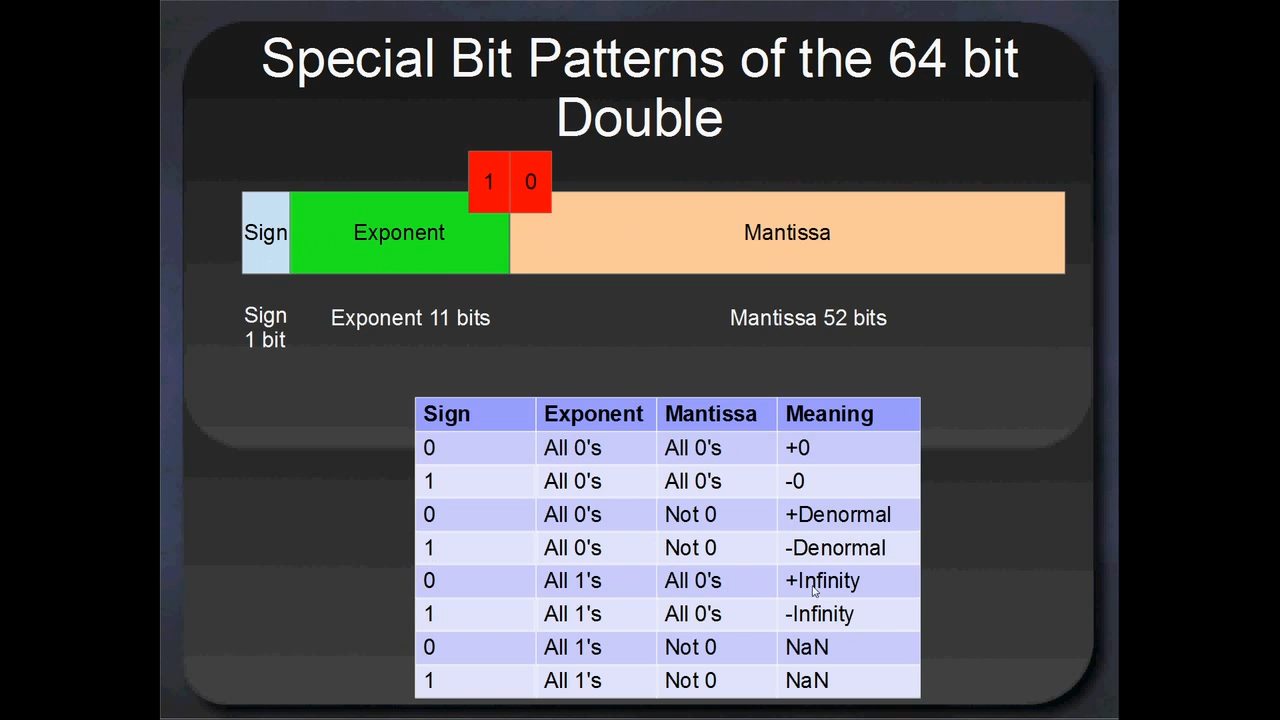 Special Bit Patterns of the 64 bit
Double
1 0
Sign Exponent Mantissa
Sign
1 bit
Exponent 11 bits
Mantissa 52 bits
Sign Exponent Mantissa Meaning
0 All 0's All 0's +0
1 All 0's All 0's -0
0 All 0's Not 0 +Denormal
1 All 0's Not 0 -Denormal
0 All 1's All 0's +Infinity
1 All 1's All 0's -Infinity
0 All 1's Not 0 NaN
1 All 1's Not 0 NaN